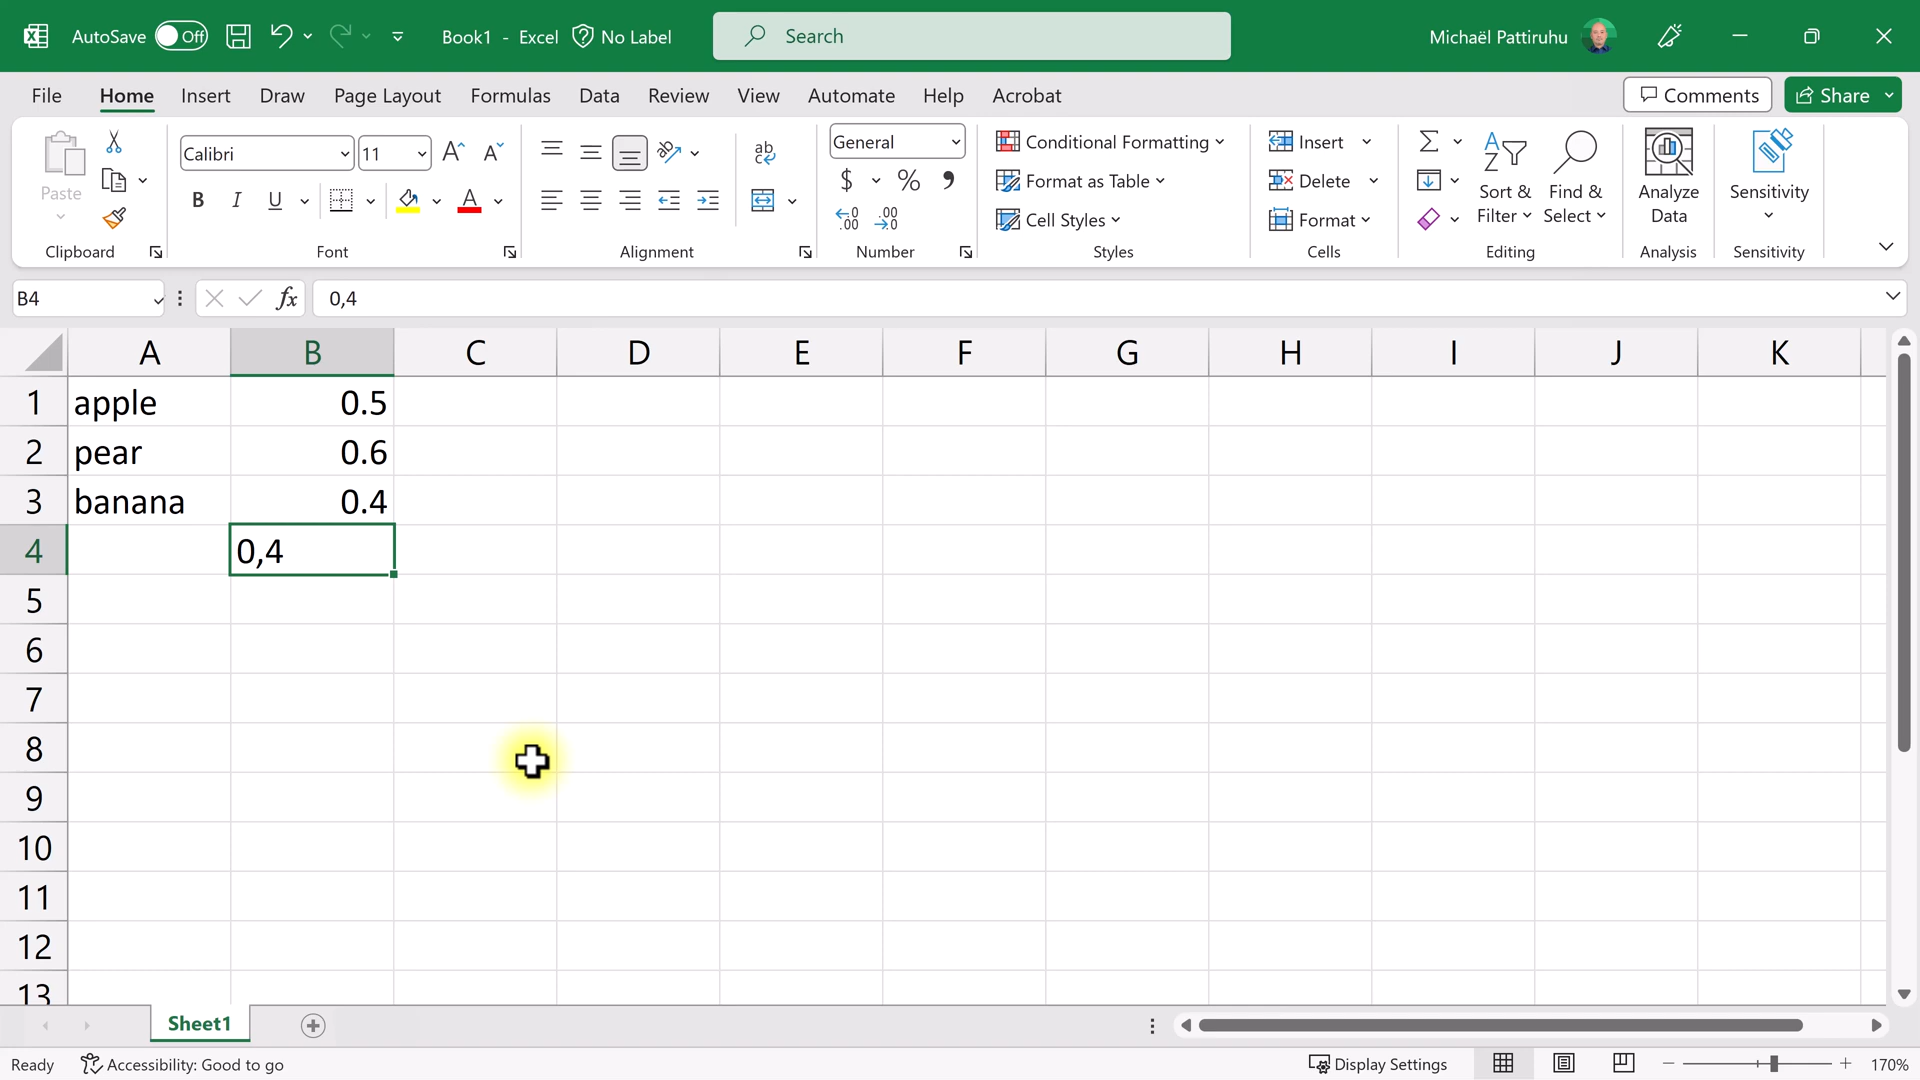 AutoSave Off Book1 - Excel No Label Search Michaël Pattiruhu
File Home Insert Draw Page Layout Formulas Data Review View Automate Help Acrobat Comments Share
Paste
Clipboard
Calibri 11
B I U A
Font
ab
Alignment
General
$ % ,
Number
Conditional Formatting
Format as Table
Cell Styles
Styles
Insert
Delete
Format
Cells
Sort & Filter
Find & Select
Editing
Analyze Data
Analysis
Sensitivity
Sensitivity
B4 fx 0,4
A B C D E F G H I J K
1 apple 0.5
2 pear 0.6
3 banana 0.4
4 0,4
5
6
7
8
9
10
11
12
13
Sheet1
Ready Accessibility: Good to go Display Settings 170%